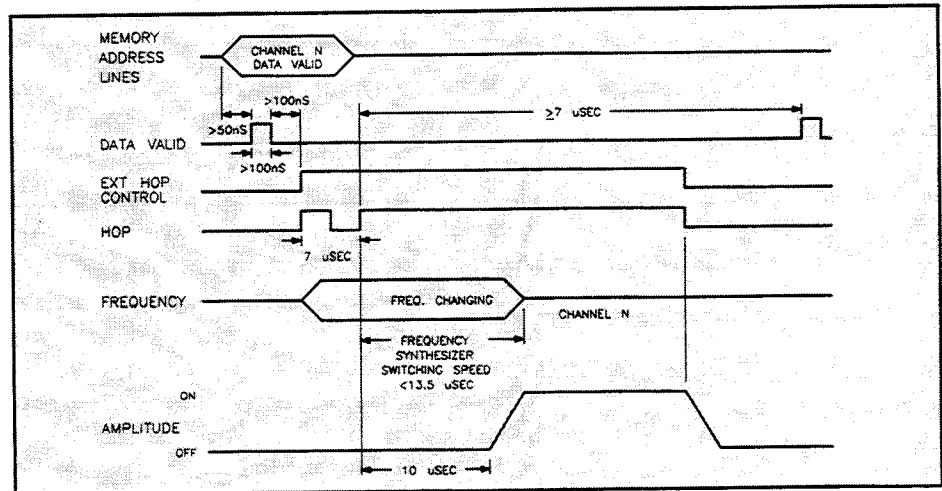 MEMORY
ADDRESS
LINES
CHANNEL N
DATA VALID
>100nS
≥7 uSEC
>50nS
DATA VALID
>100nS
EXT HOP
CONTROL
HOP
7 uSEC
FREQUENCY
FREQ. CHANGING
CHANNEL N
FREQUENCY
SYNTHESIZER
SWITCHING SPEED
<13.5 uSEC
ON
AMPLITUDE
OFF
10 uSEC